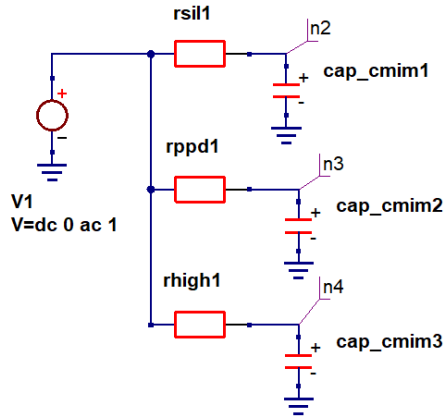 rsil1
n2
+
cap_cmim1
-
+
-
V1
V=dc 0 ac 1
rppd1
n3
+
cap_cmim2
-
rhigh1
n4
+
cap_cmim3
-